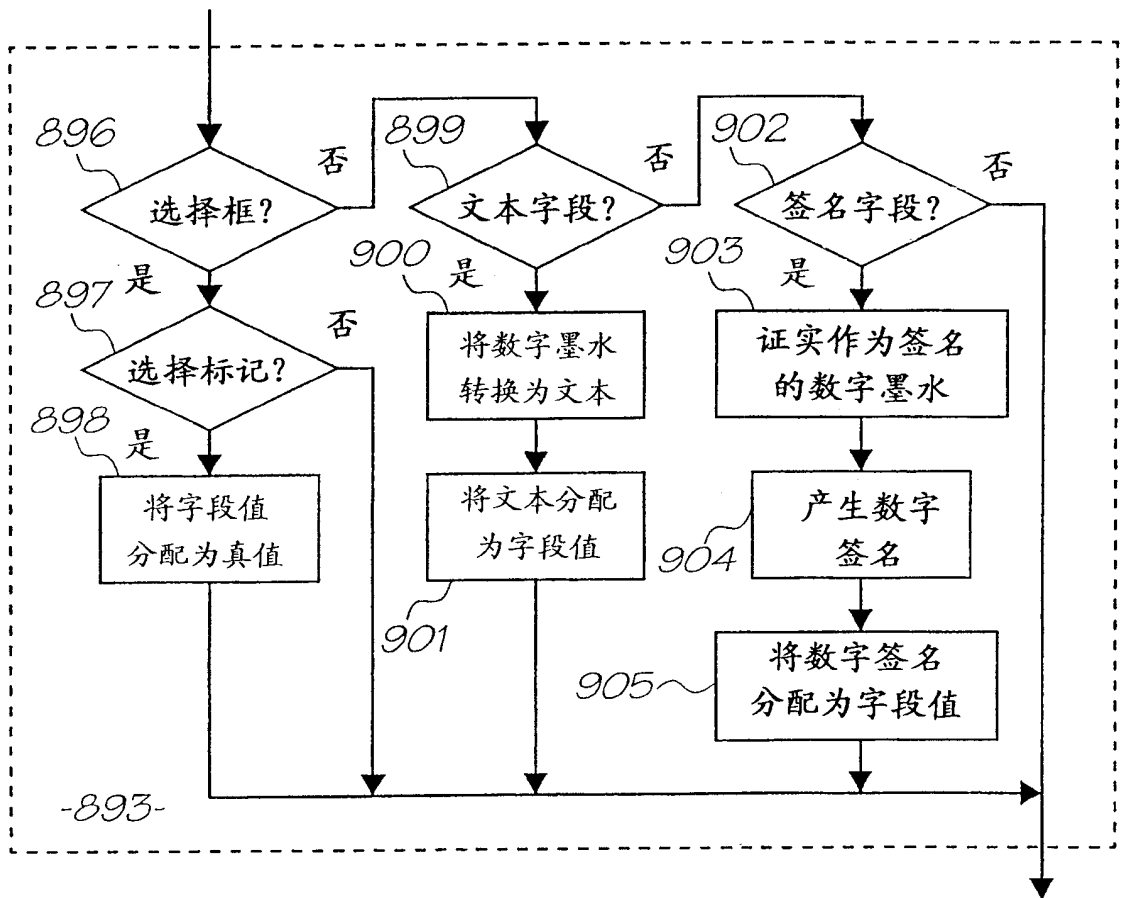 896
选择框?
否
是
897
选择标记?
否
是
898
将字段值
分配为真值
899
文本字段?
否
是
900
将数字墨水
转换为文本
将文本分配
为字段值
901
902
签名字段?
否
是
903
证实作为签名
的数字墨水
产生数字
签名
904
将数字签名
分配为字段值
905
-893-